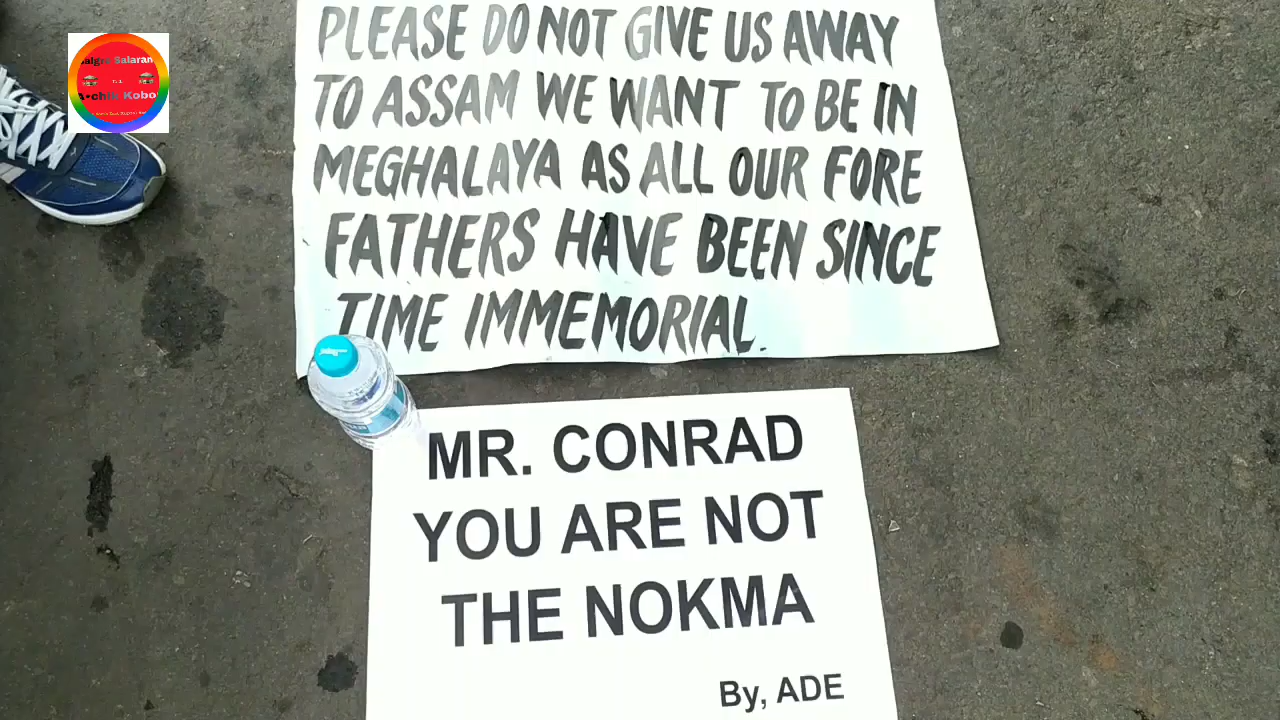 PLEASE DO NOT GIVE US AWAY
TO ASSAM WE WANT TO BE IN
MEGHALAYA AS ALL OUR FORE
FATHERS HAVE BEEN SINCE
TIME IMMEMORIAL.
MR. CONRAD
YOU ARE NOT
THE NOKMA
By, ADE
Salaran